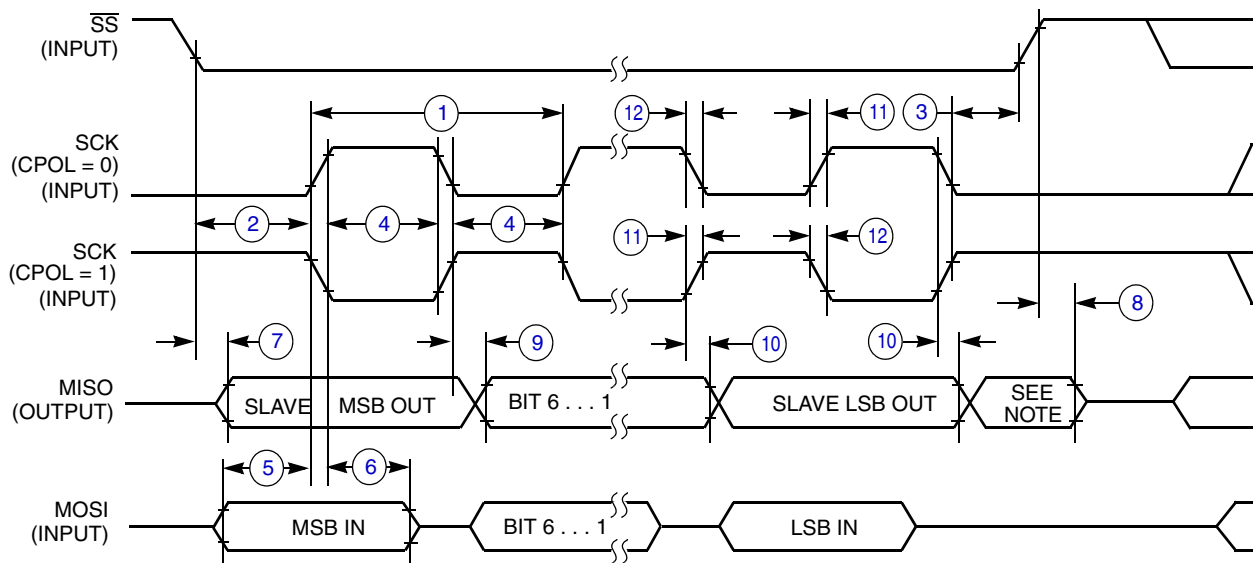 SS
(INPUT)
1
12
11
3
SCK
(CPOL = 0)
(INPUT)
2
4
4
SCK
(CPOL = 1)
(INPUT)
11
12
8
7
9
10
10
MISO
(OUTPUT)
SLAVE MSB OUT
BIT 6 . . . 1
SLAVE LSB OUT
SEE
NOTE
5
6
MOSI
(INPUT)
MSB IN
BIT 6 . . . 1
LSB IN